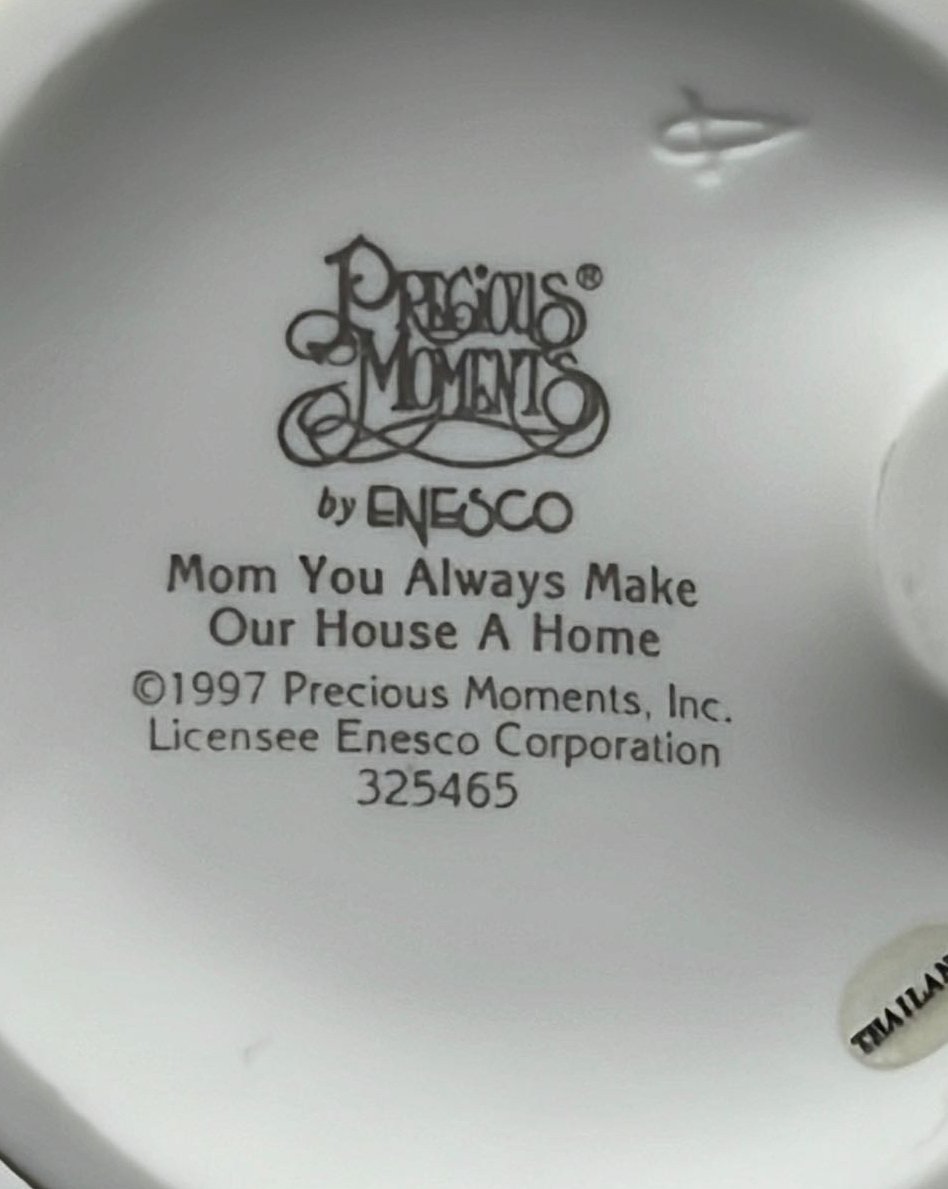 PRECIOUS®
MOMENTS
by ENESCO
Mom You Always Make
Our House A Home
©1997 Precious Moments, Inc.
Licensee Enesco Corporation
325465
THAILAN